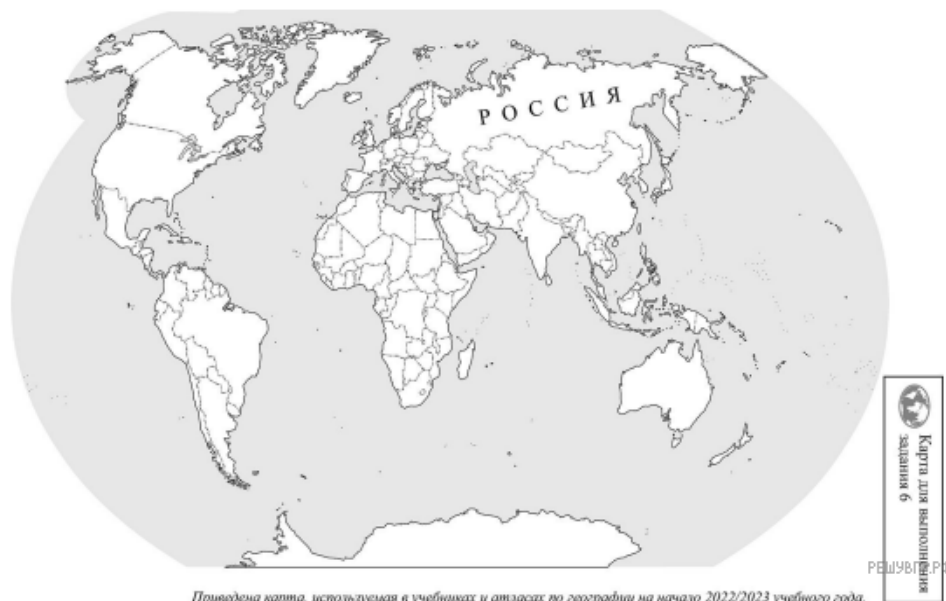 РОССИЯ
Карта для выполнения
задания 6
РЕШУВПР.РФ
Приведена карта, используемая в учебниках и атласах по географии на начало 2022/2023 учебного года.